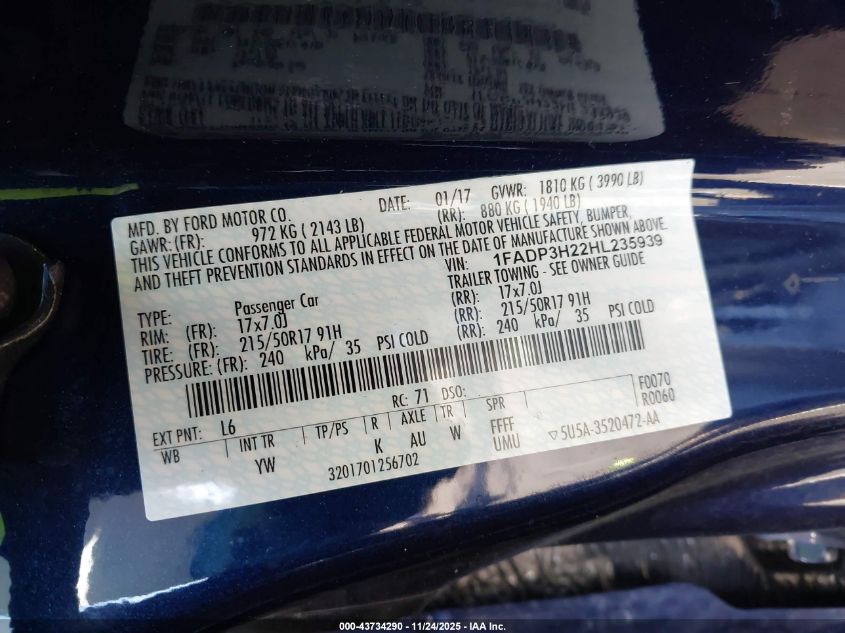 MFD. BY FORD MOTOR CO. DATE: 01/17 GVWR: 1810 KG ( 3990 LB)
GAWR: (FR): 972 KG ( 2143 LB) (RR): 880 KG ( 1940 LB)
THIS VEHICLE CONFORMS TO ALL APPLICABLE FEDERAL MOTOR VEHICLE SAFETY, BUMPER,
AND THEFT PREVENTION STANDARDS IN EFFECT ON THE DATE OF MANUFACTURE SHOWN ABOVE.
VIN: 1FADP3H22HL235939
TYPE: Passenger Car TRAILER TOWING - SEE OWNER GUIDE
RIM: (FR): 17x7.0J (RR): 17x7.0J
TIRE: (FR): 215/50R17 91H (RR): 215/50R17 91H
PRESSURE: (FR): 240 kPa/ 35 PSI COLD (RR): 240 kPa/ 35 PSI COLD
EXT PNT: L6 RC: 71 DSO: F0070
WB INT TR TP/PS R AXLE TR SPR R0060
YW K AU W FFFF
UMU ▽5U5A-3520472-AA
3201701256702
000-43734290 - 11/24/2025 - IAA Inc.